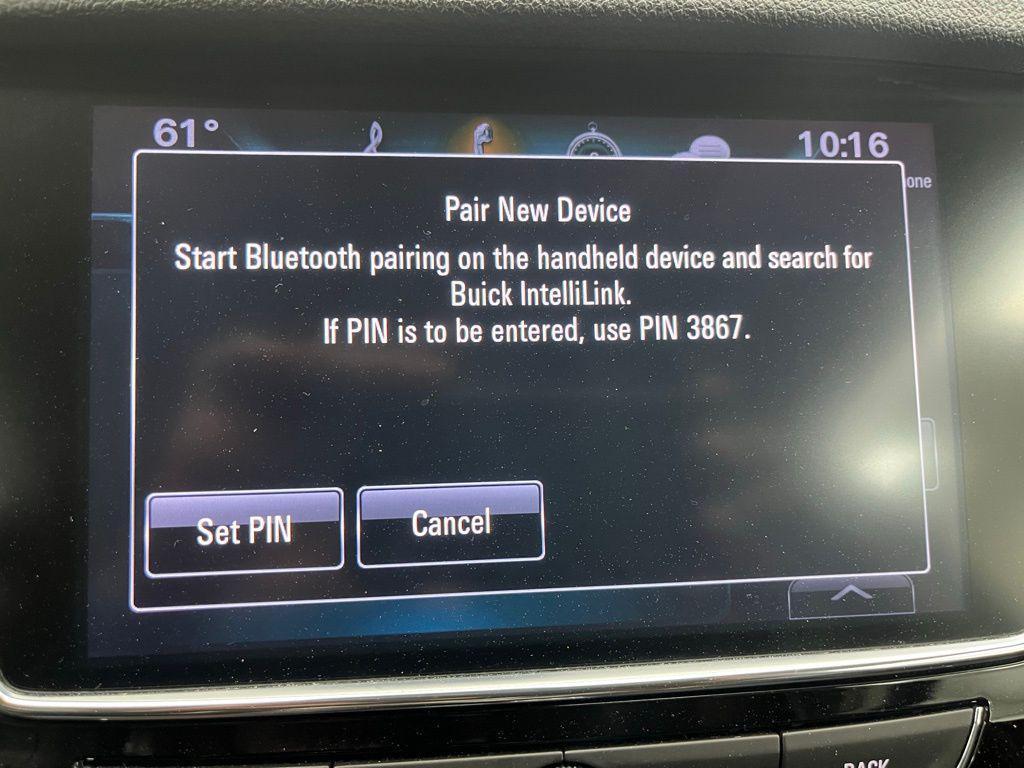 61° 10:16
one
Pair New Device
Start Bluetooth pairing on the handheld device and search for
Buick IntelliLink.
If PIN is to be entered, use PIN 3867.
Set PIN
Cancel
BACK